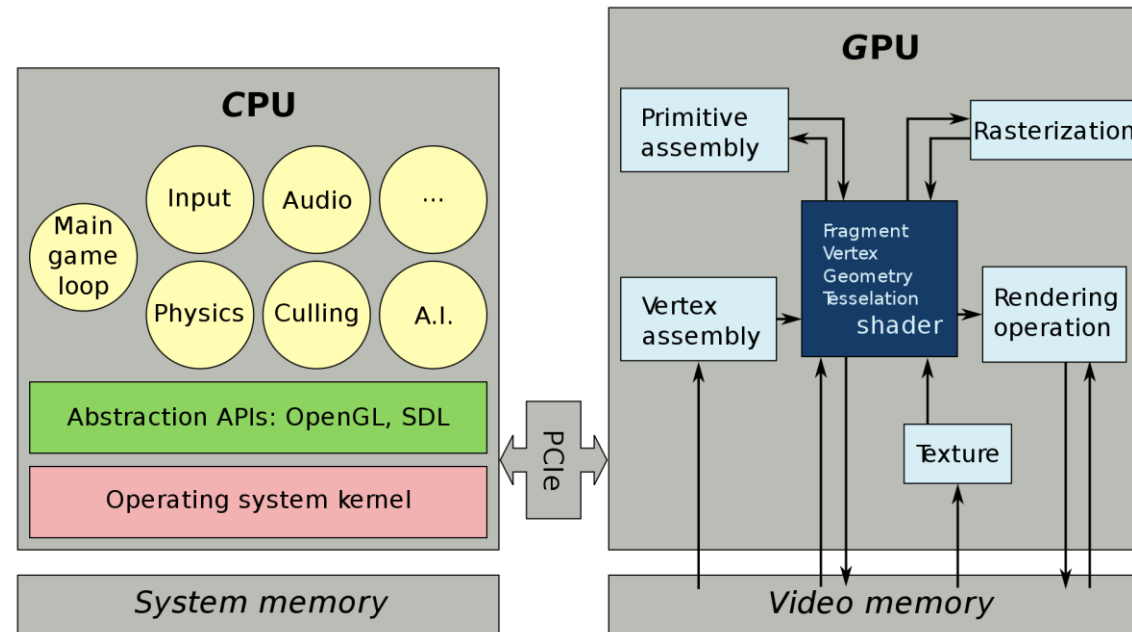 CPU
Main
game
loop
Input
Audio
...
Physics
Culling
A.I.
Abstraction APIs: OpenGL, SDL
Operating system kernel
System memory
PCIe
GPU
Primitive
assembly
Rasterization
Fragment
Vertex
Geometry
Tesselation
shader
Vertex
assembly
Rendering
operation
Texture
Video memory